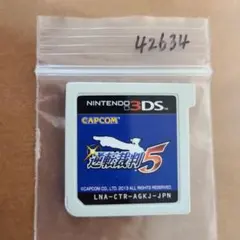 42634
NINTENDO 3DS
CAPCOM
逆転裁判5
©CAPCOM CO., LTD. 2013 ALL RIGHTS RESERVED.
LNA-CTR-AGKJ-JPN